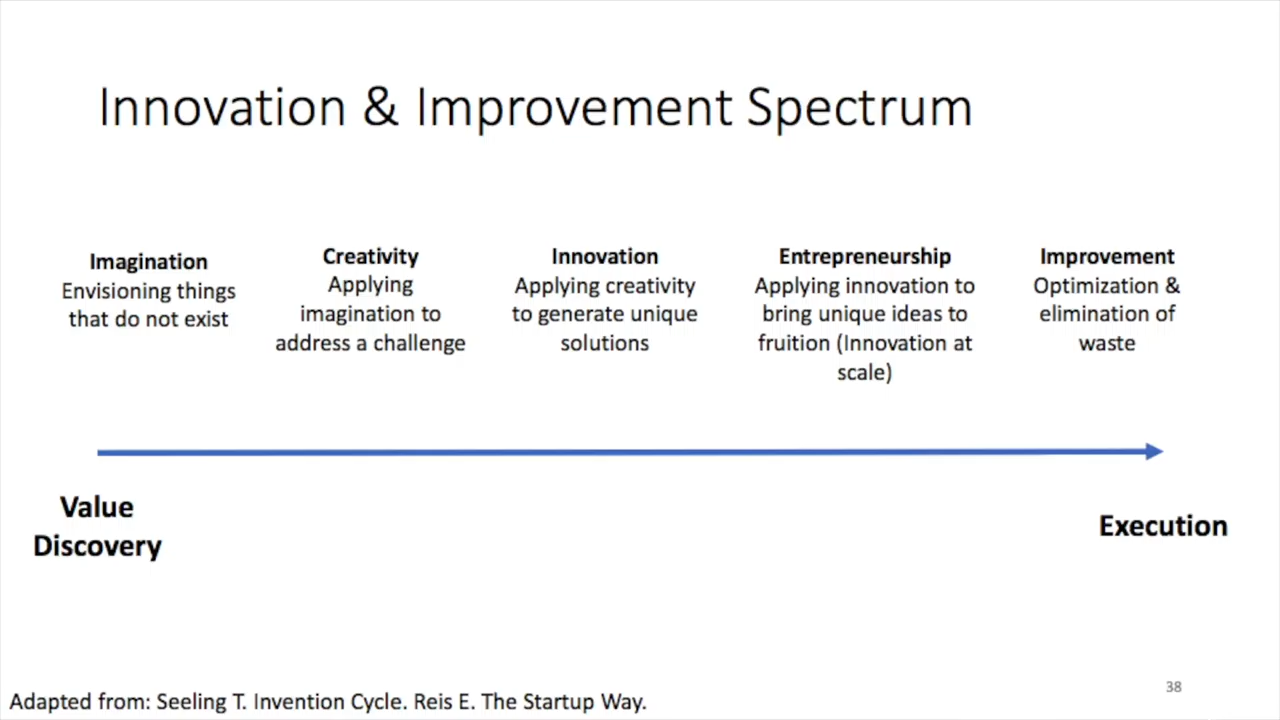 Innovation & Improvement Spectrum
Imagination
Envisioning things
that do not exist
Creativity
Applying
imagination to
address a challenge
Innovation
Applying creativity
to generate unique
solutions
Entrepreneurship
Applying innovation to
bring unique ideas to
fruition (Innovation at
scale)
Improvement
Optimization &
elimination of
waste
Value
Discovery
Execution
Adapted from: Seeling T. Invention Cycle. Reis E. The Startup Way.
38